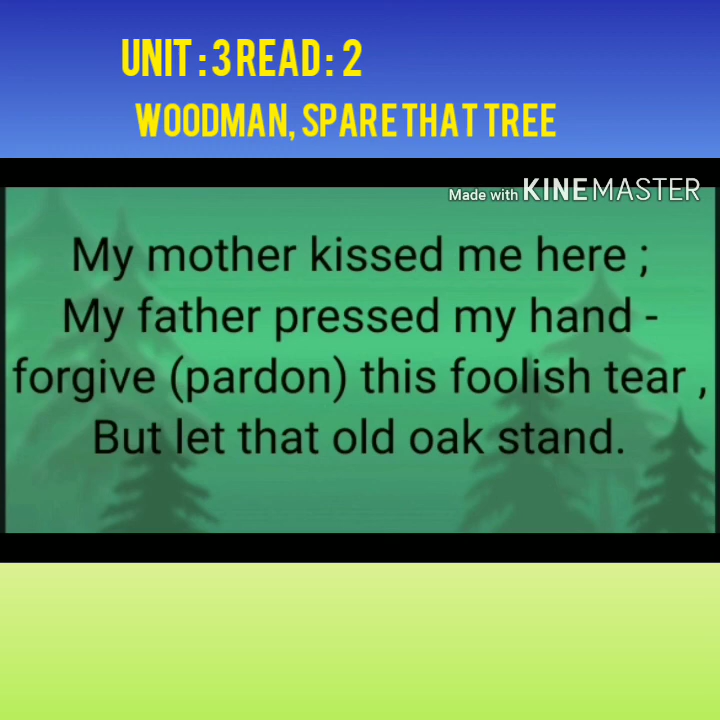 UNIT : 3 READ : 2
WOODMAN, SPARE THAT TREE
Made with KINEMASTER
My mother kissed me here ;
My father pressed my hand -
forgive (pardon) this foolish tear ,
But let that old oak stand.